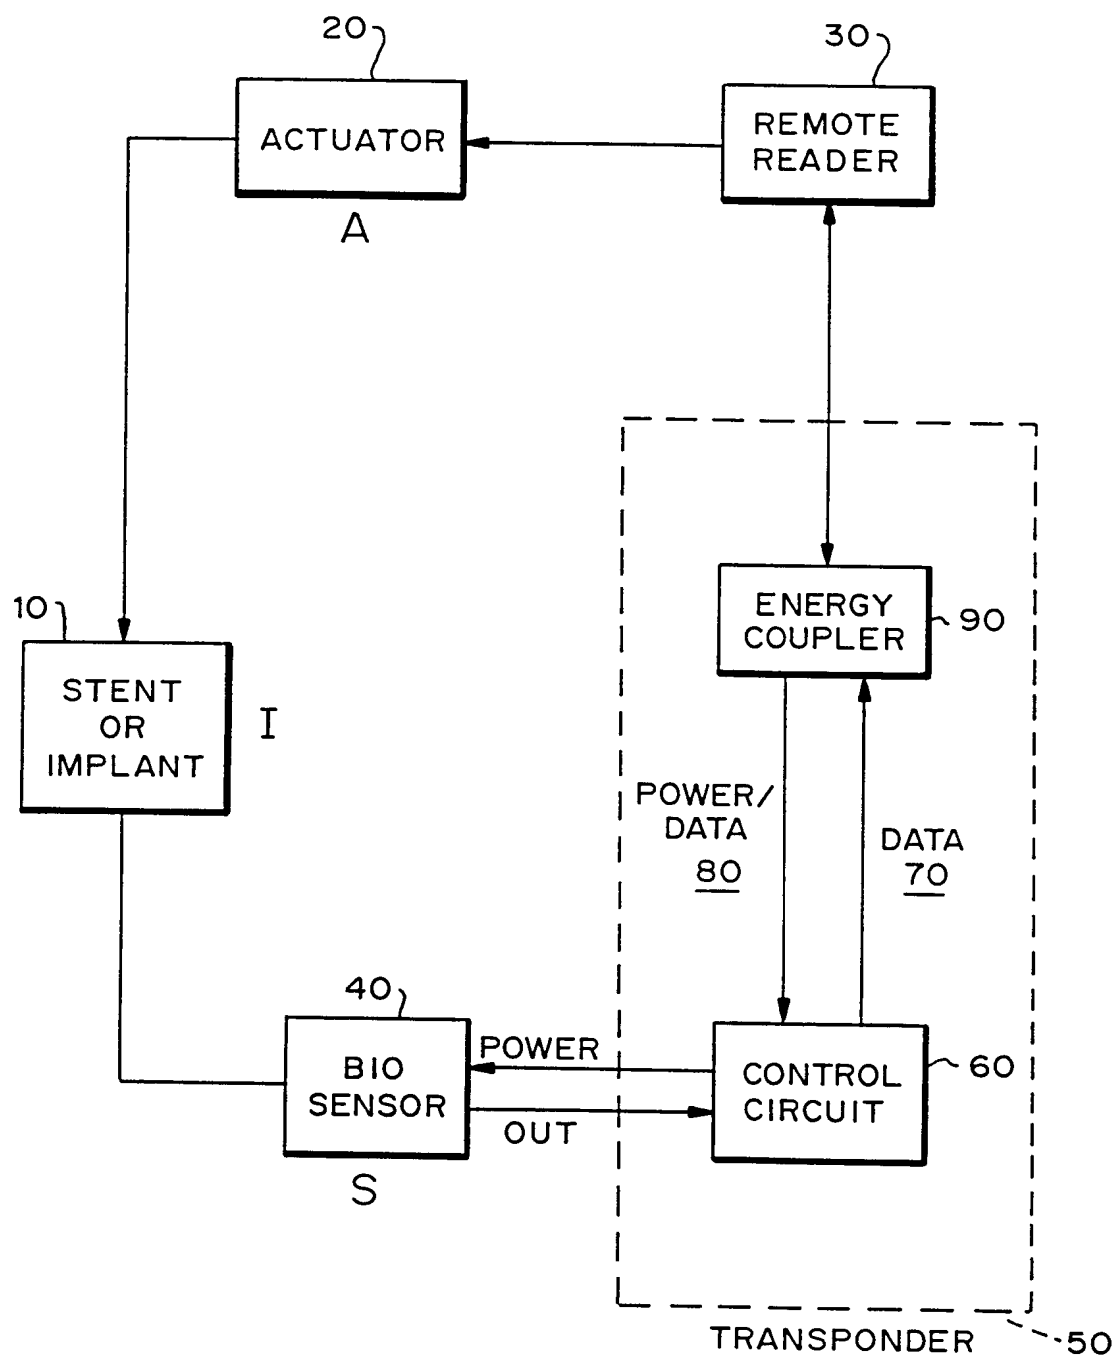 20
30
ACTUATOR
REMOTE
READER
A
10
STENT
OR
IMPLANT
I
ENERGY
COUPLER
90
POWER/
DATA
80
DATA
70
40
BIO
SENSOR
S
POWER
OUT
CONTROL
CIRCUIT
60
TRANSPONDER
50